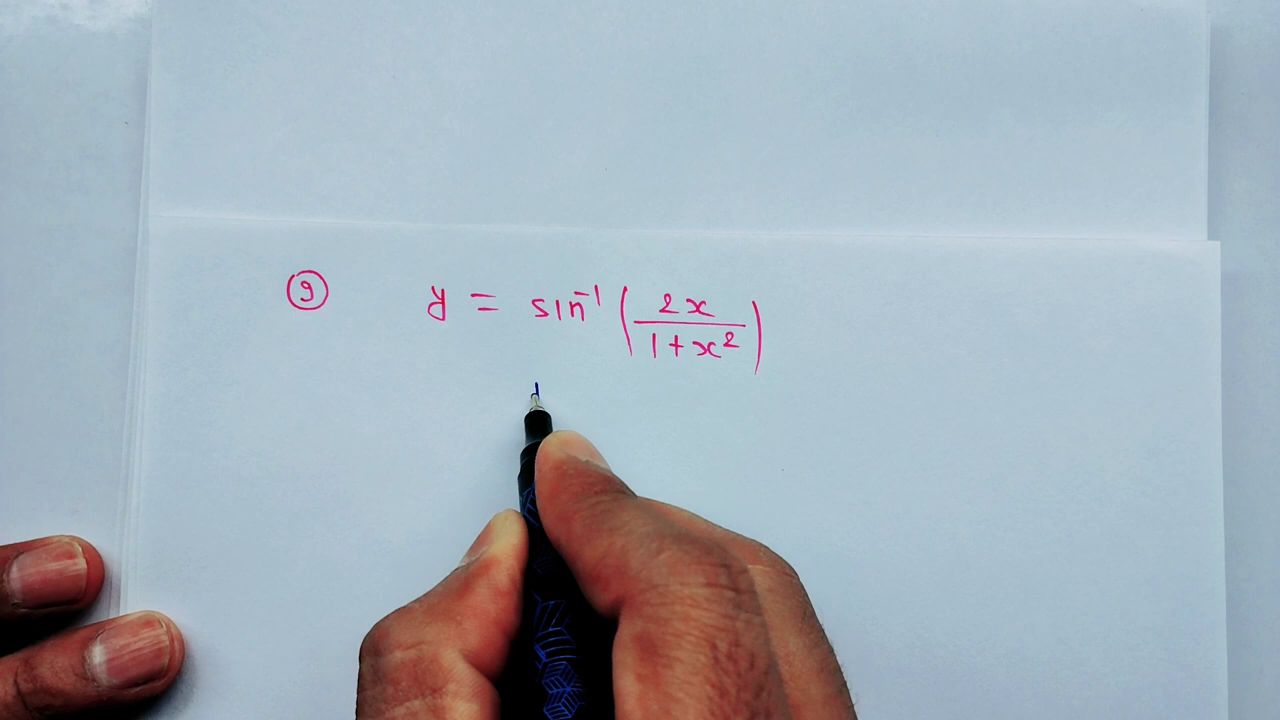 ⑨ y = sin⁻¹ (2x / 1+x²)